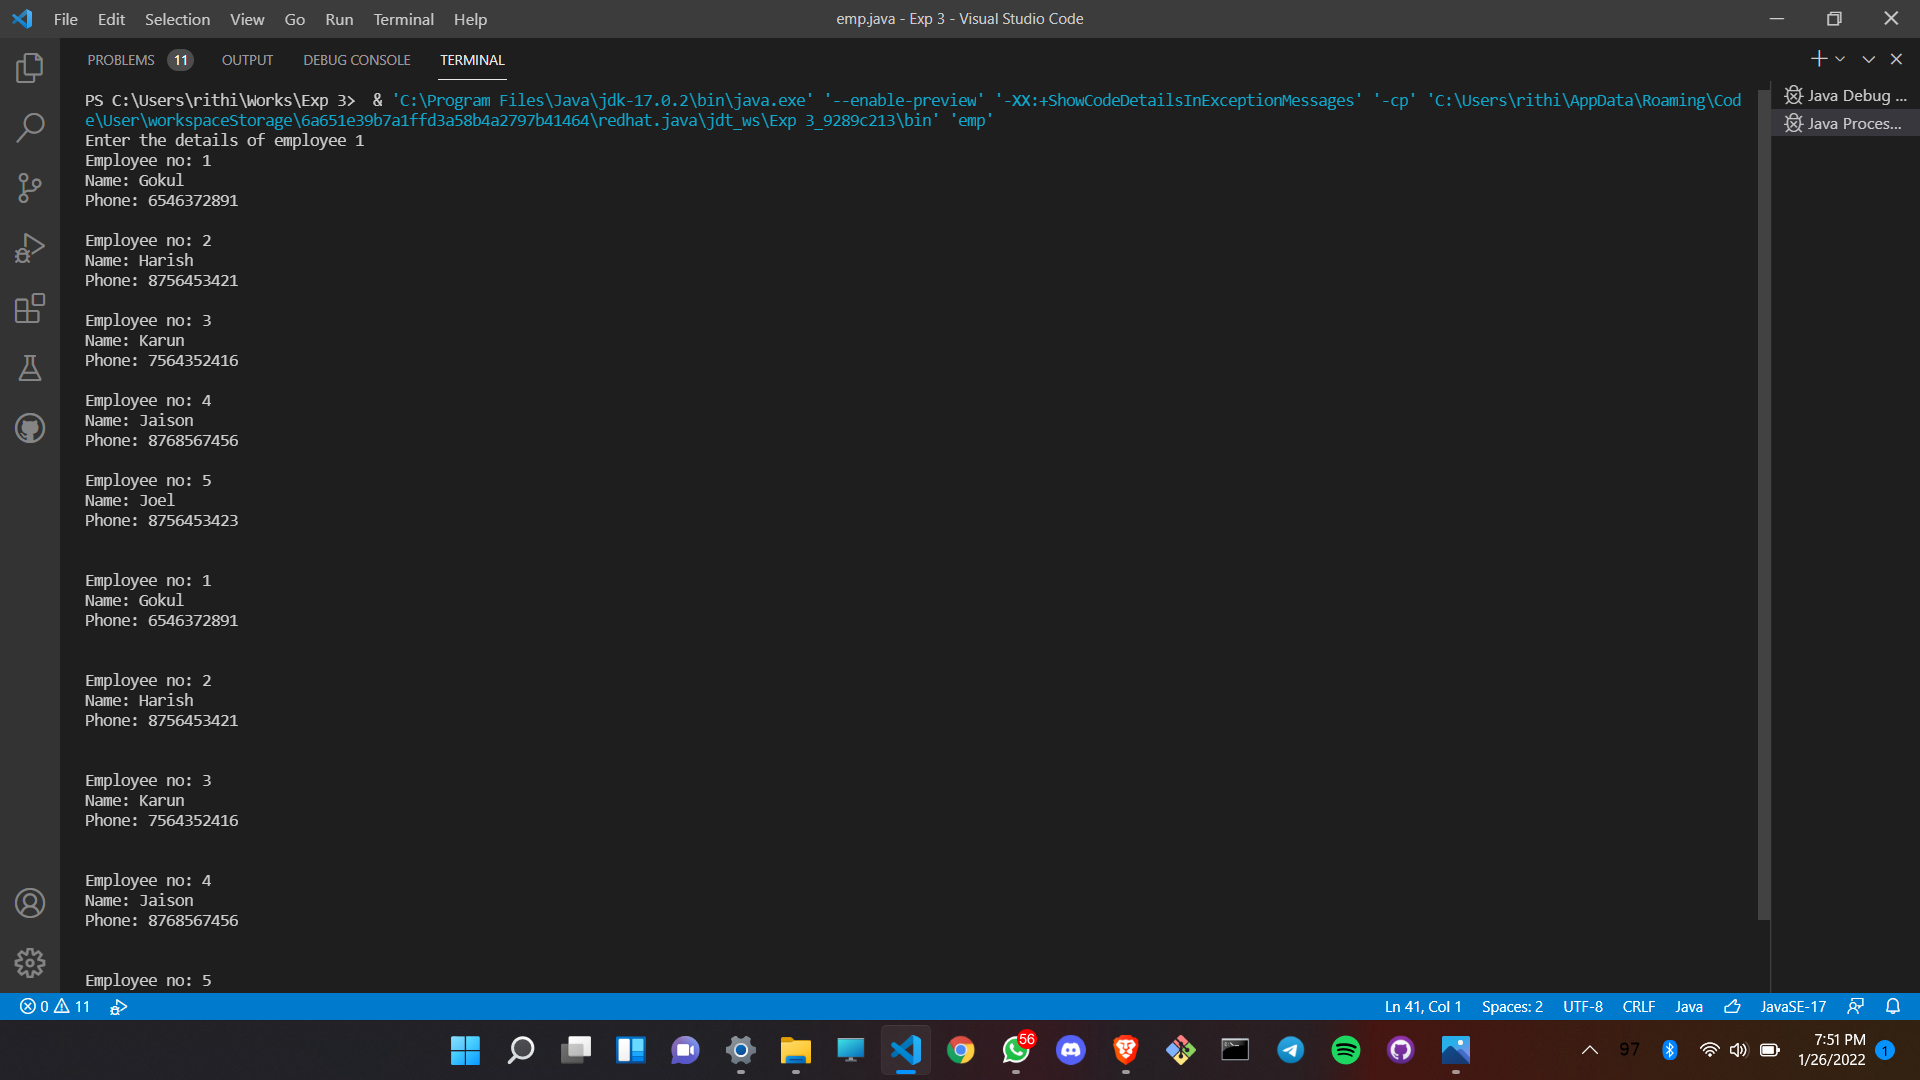 File Edit Selection View Go Run Terminal Help
emp.java - Exp 3 - Visual Studio Code
PROBLEMS 11 OUTPUT DEBUG CONSOLE TERMINAL
PS C:\Users\rithi\Works\Exp 3>  & 'C:\Program Files\Java\jdk-17.0.2\bin\java.exe' '--enable-preview' '-XX:+ShowCodeDetailsInExceptionMessages' '-cp' 'C:\Users\rithi\AppData\Roaming\Cod
e\User\workspaceStorage\6a651e39b7a1ffd3a58b4a2797b41464\redhat.java\jdt_ws\Exp 3_9289c213\bin' 'emp'
Java Debug ...
Java Proces...
Enter the details of employee 1
Employee no: 1
Name: Gokul
Phone: 6546372891
Employee no: 2
Name: Harish
Phone: 8756453421
Employee no: 3
Name: Karun
Phone: 7564352416
Employee no: 4
Name: Jaison
Phone: 8768567456
Employee no: 5
Name: Joel
Phone: 8756453423
Employee no: 1
Name: Gokul
Phone: 6546372891
Employee no: 2
Name: Harish
Phone: 8756453421
Employee no: 3
Name: Karun
Phone: 7564352416
Employee no: 4
Name: Jaison
Phone: 8768567456
Employee no: 5
0 11 Ln 41, Col 1 Spaces: 2 UTF-8 CRLF Java JavaSE-17
56
97
7:51 PM
1/26/2022
1